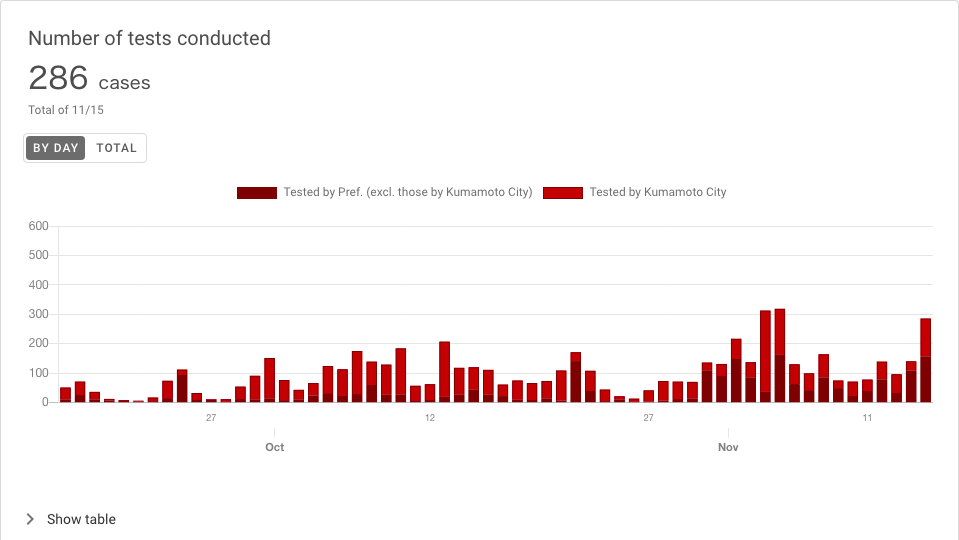 Number of tests conducted
286 cases
Total of 11/15
BY DAY TOTAL
Tested by Pref. (excl. those by Kumamoto City) Tested by Kumamoto City
600
500
400
300
200
100
0
27 12 27 11
Oct Nov
Show table